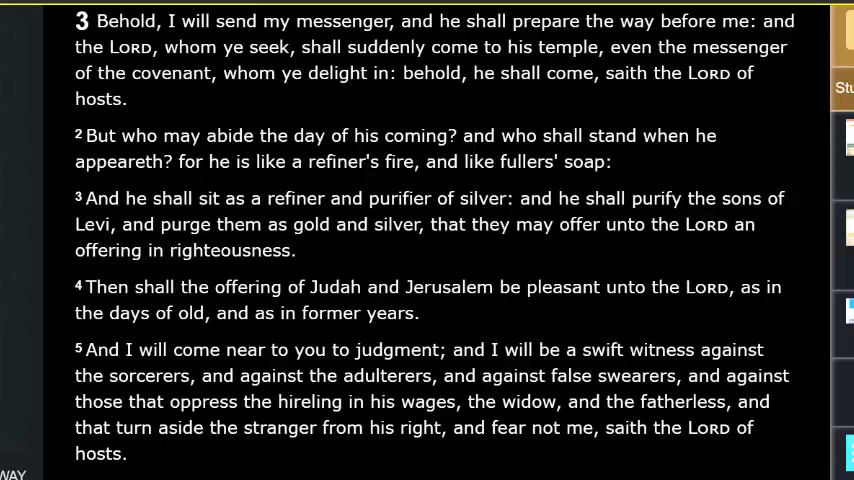 3 Behold, I will send my messenger, and he shall prepare the way before me: and
the LORD, whom ye seek, shall suddenly come to his temple, even the messenger
of the covenant, whom ye delight in: behold, he shall come, saith the LORD of
hosts.
2 But who may abide the day of his coming? and who shall stand when he
appeareth? for he is like a refiner's fire, and like fullers' soap:
3 And he shall sit as a refiner and purifier of silver: and he shall purify the sons of
Levi, and purge them as gold and silver, that they may offer unto the LORD an
offering in righteousness.
4 Then shall the offering of Judah and Jerusalem be pleasant unto the LORD, as in
the days of old, and as in former years.
5 And I will come near to you to judgment; and I will be a swift witness against
the sorcerers, and against the adulterers, and against false swearers, and against
those that oppress the hireling in his wages, the widow, and the fatherless, and
that turn aside the stranger from his right, and fear not me, saith the LORD of
hosts.
Stu
WAY